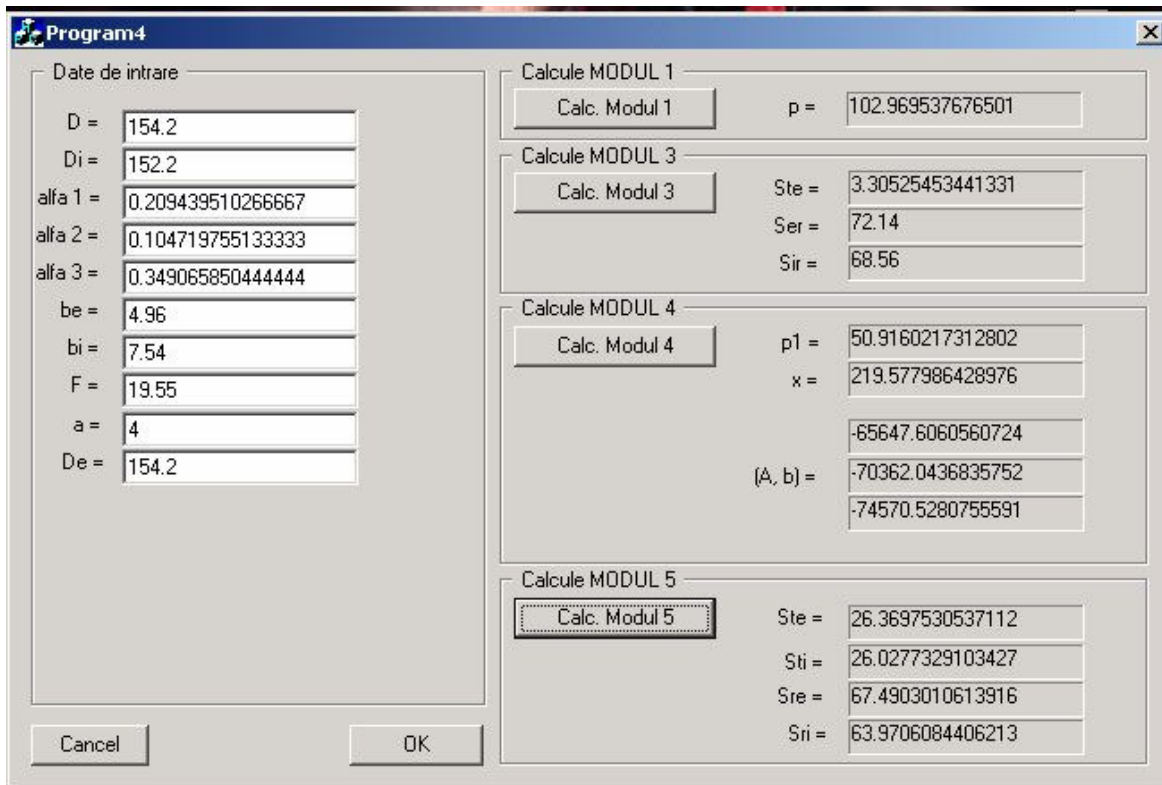 Program4
Date de intrare
D = 154.2
Di = 152.2
alfa 1 = 0.209439510266667
alfa 2 = 0.104719755133333
alfa 3 = 0.349065850444444
be = 4.96
bi = 7.54
F = 19.55
a = 4
De = 154.2
Cancel
OK
Calcule MODUL 1
Calc. Modul 1
p = 102.969537676501
Calcule MODUL 3
Calc. Modul 3
Ste = 3.30525453441331
Ser = 72.14
Sir = 68.56
Calcule MODUL 4
Calc. Modul 4
p1 = 50.9160217312802
x = 219.577986428976
-65647.6060560724
(A, b) = -70362.0436835752
-74570.5280755591
Calcule MODUL 5
Calc. Modul 5
Ste = 26.3697530537112
Sti = 26.0277329103427
Sre = 67.4903010613916
Sri = 63.9706084406213